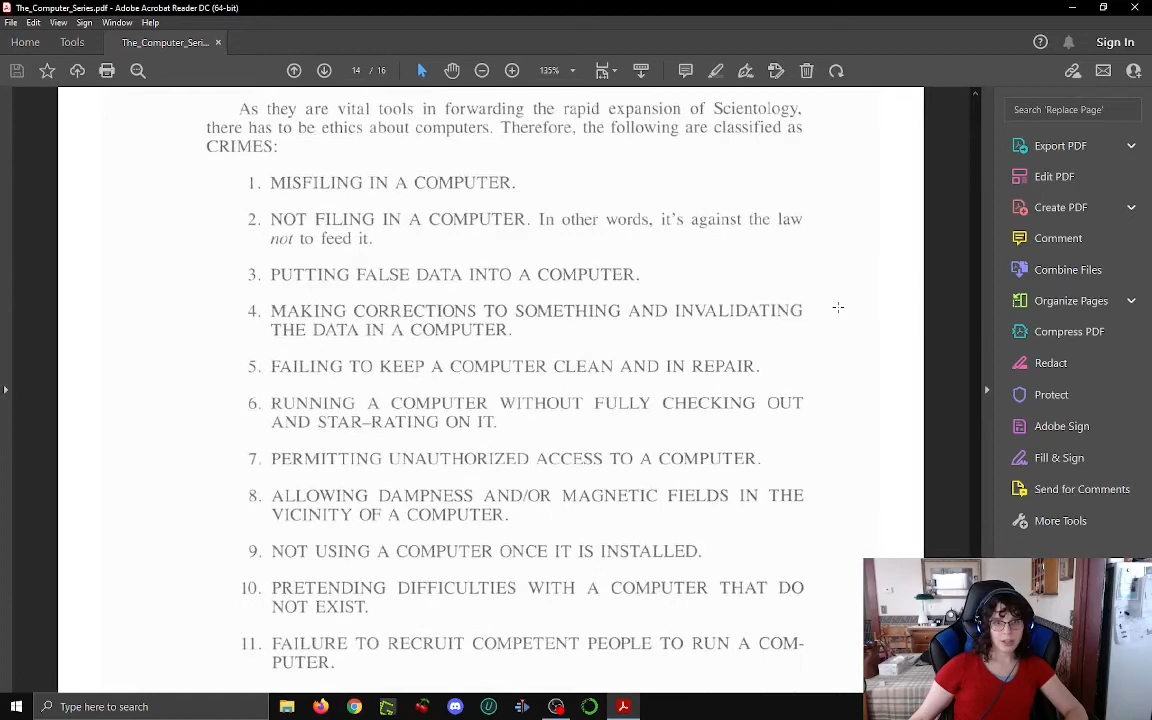 The_Computer_Series.pdf - Adobe Acrobat Reader DC (64-bit)
File Edit View Sign Window Help
Home Tools The_Computer_Seri... × Sign In
14 / 16 135%
As they are vital tools in forwarding the rapid expansion of Scientology,
there has to be ethics about computers. Therefore, the following are classified as
CRIMES:
1. MISFILING IN A COMPUTER.
2. NOT FILING IN A COMPUTER. In other words, it's against the law
not to feed it.
3. PUTTING FALSE DATA INTO A COMPUTER.
4. MAKING CORRECTIONS TO SOMETHING AND INVALIDATING
THE DATA IN A COMPUTER.
5. FAILING TO KEEP A COMPUTER CLEAN AND IN REPAIR.
6. RUNNING A COMPUTER WITHOUT FULLY CHECKING OUT
AND STAR–RATING ON IT.
7. PERMITTING UNAUTHORIZED ACCESS TO A COMPUTER.
8. ALLOWING DAMPNESS AND/OR MAGNETIC FIELDS IN THE
VICINITY OF A COMPUTER.
9. NOT USING A COMPUTER ONCE IT IS INSTALLED.
10. PRETENDING DIFFICULTIES WITH A COMPUTER THAT DO
NOT EXIST.
11. FAILURE TO RECRUIT COMPETENT PEOPLE TO RUN A COM-
PUTER.
Search 'Replace Page'
Export PDF
Edit PDF
Create PDF
Comment
Combine Files
Organize Pages
Compress PDF
Redact
Protect
Adobe Sign
Fill & Sign
Send for Comments
More Tools
Type here to search